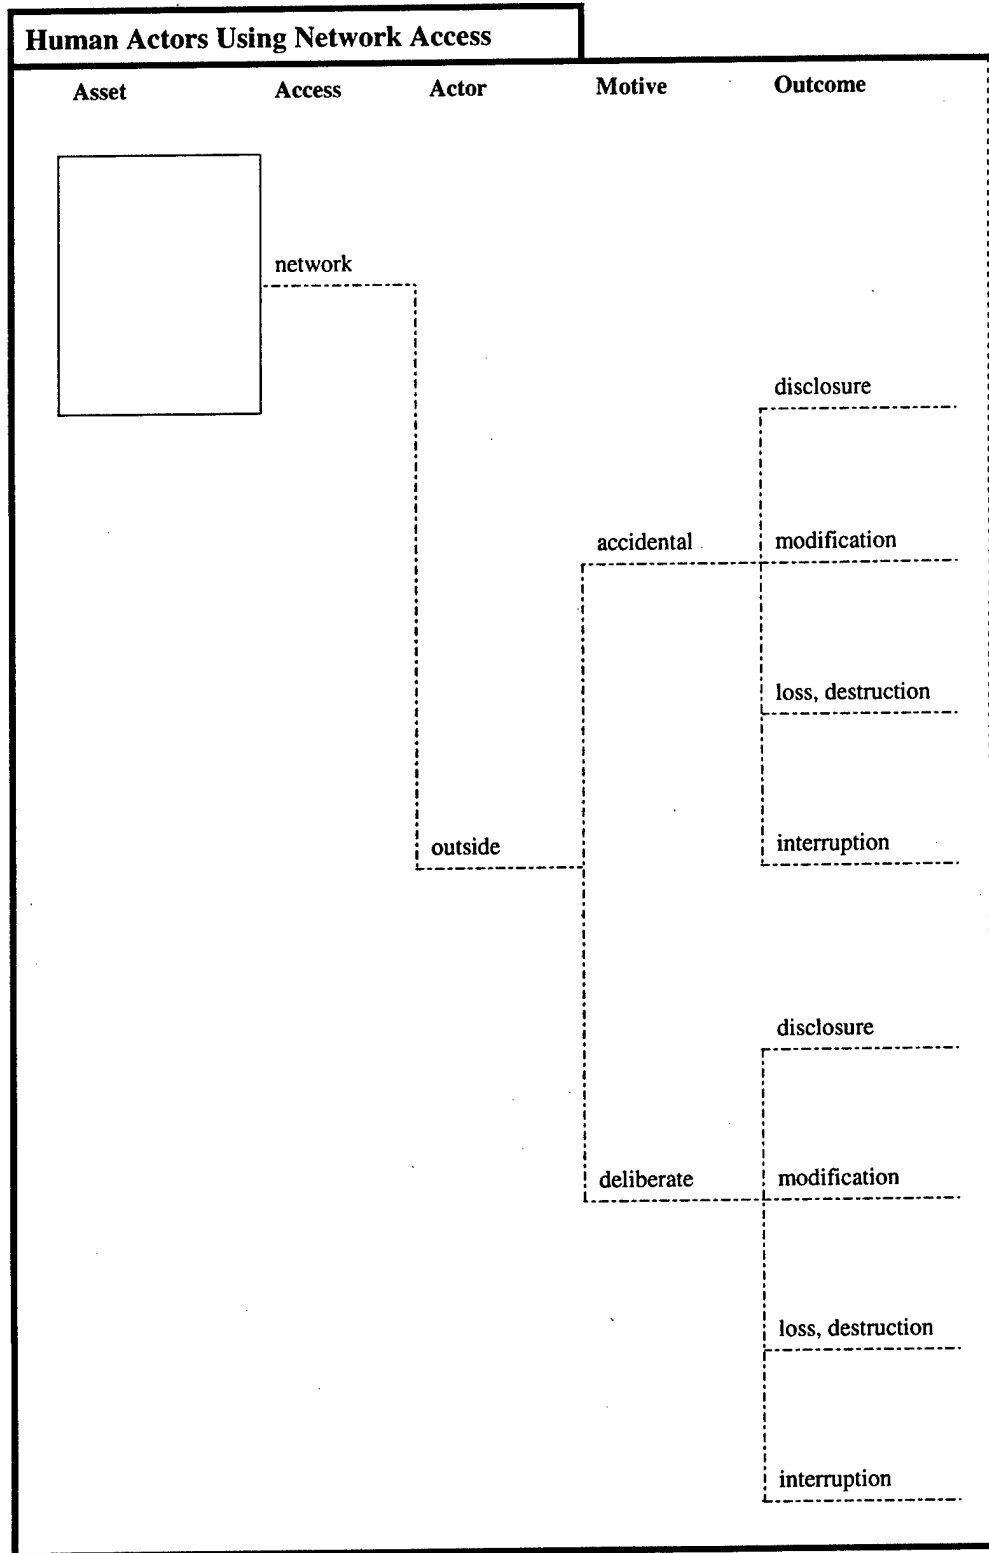 Human Actors Using Network Access
Asset Access Actor Motive Outcome
network
disclosure
accidental modification
loss, destruction
outside interruption
disclosure
deliberate modification
loss, destruction
interruption